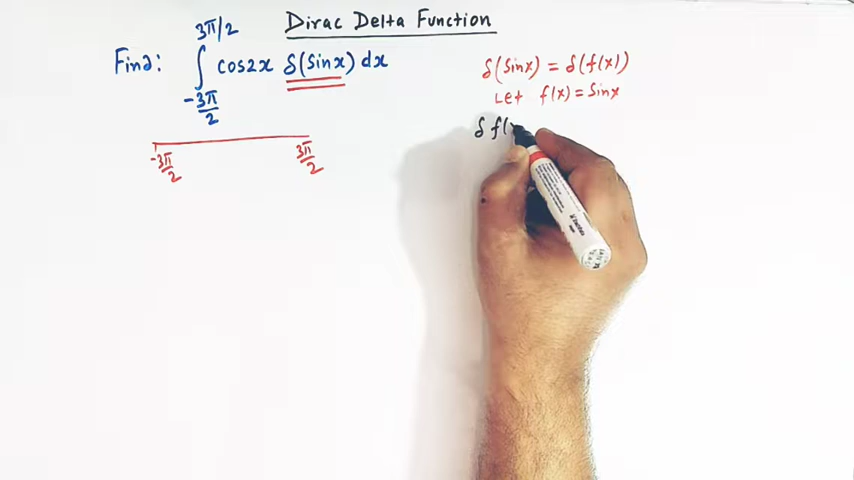 Dirac Delta Function
Find: ∫_{-3π/2}^{3π/2} cos2x δ(sinx) dx
δ(sinx) = δ(f(x))
Let f(x) = sinx
δ f(x
-3π/2 3π/2